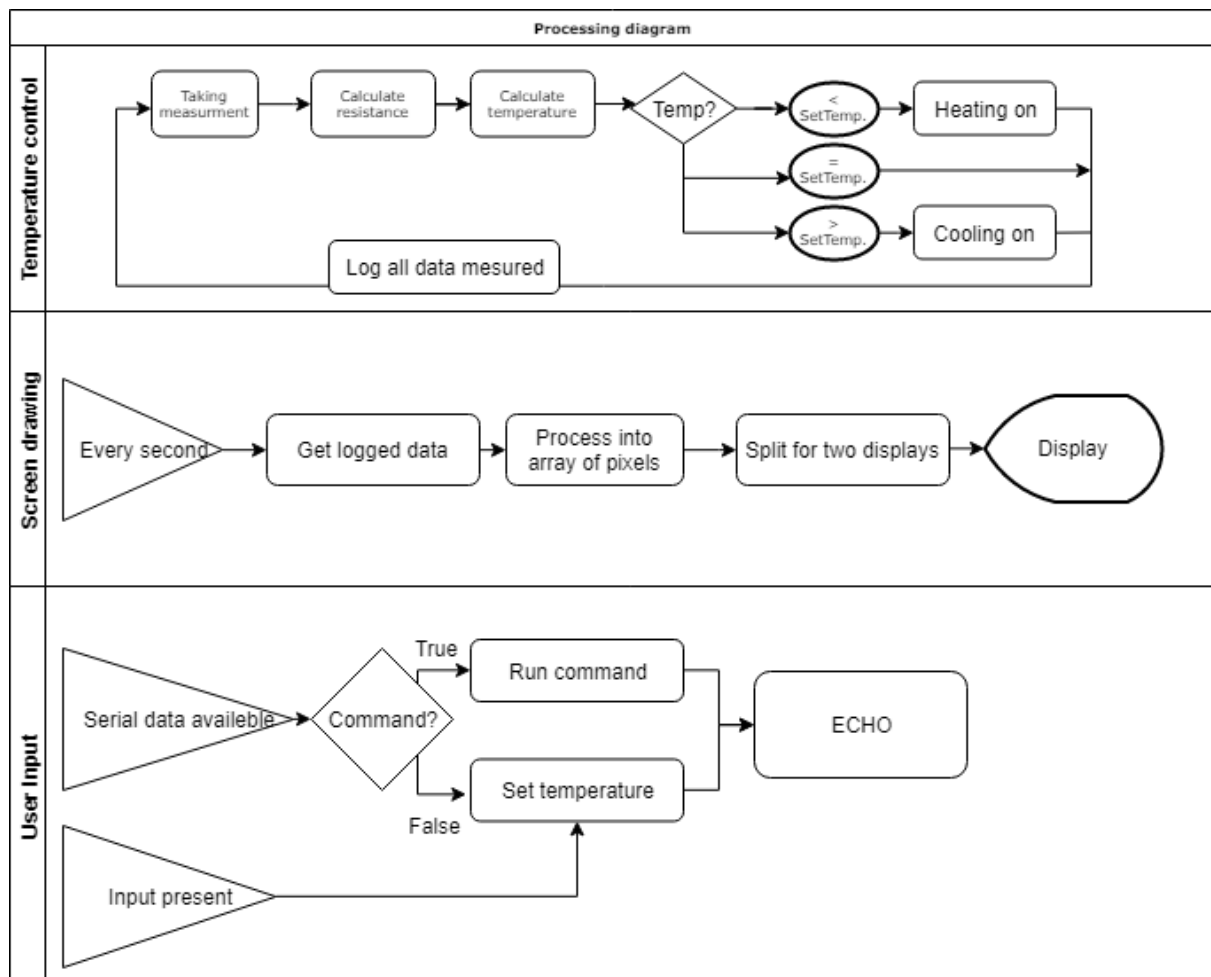 Processing diagram
Temperature control
Taking
measurment
Calculate
resistance
Calculate
temperature
Temp?
<
SetTemp.
Heating on
=
SetTemp.
>
SetTemp.
Cooling on
Log all data mesured
Screen drawing
Every second
Get logged data
Process into
array of pixels
Split for two displays
Display
User Input
Serial data available
Command?
True
Run command
False
Set temperature
ECHO
Input present